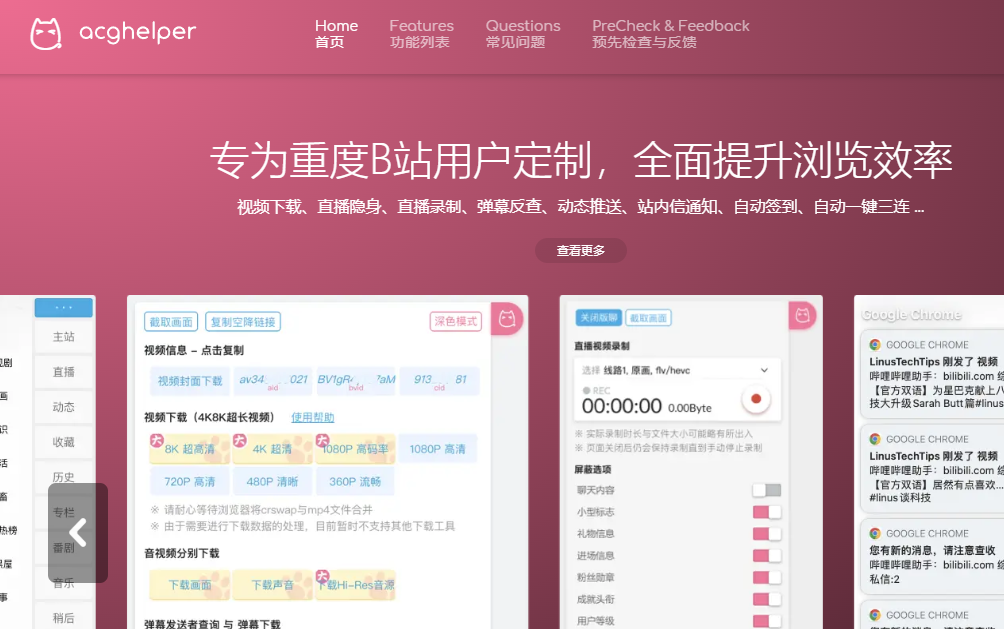 acghelper
Home
首页
Features
功能列表
Questions
常见问题
PreCheck & Feedback
预先检查与反馈
专为重度B站用户定制，全面提升浏览效率
视频下载、直播隐身、直播录制、弹幕反查、动态推送、站内信通知、自动签到、自动一键三连 ...
查看更多
...
主站
直播
动态
收藏
历史
专栏
番剧
音乐
稍后
热榜
截取画面
复制空降链接
深色模式
视频信息 - 点击复制
视频封面下载
av34 021
aid
BV1gR 7aM
bvid
913 81
cid
视频下载（4K8K超长视频）
使用帮助
大
8K 超高清
大
4K 超清
大
1080P 高码率
1080P 高清
720P 高清
480P 清晰
360P 流畅
※ 请耐心等待浏览器将crswap与mp4文件合并
※ 由于需要进行下载数据的处理，目前暂时不支持其他下载工具
音视频分别下载
下载画面
下载声音
大
下载Hi-Res音源
弹幕发送者查询 与 弹幕下载
关闭版聊
截取画面
直播视频录制
选择 线路1, 原画, flv/hevc
REC
00:00:00 0.00Byte
※ 实际录制时长与文件大小可能略有所出入
※ 页面关闭后仍会保持录制直到手动停止录制
屏蔽选项
聊天内容
小型标志
礼物信息
进场信息
粉丝勋章
成就头衔
用户等级
Google Chrome
GOOGLE CHROME
LinusTechTips 刚发了 视频
哔哩哔哩助手：bilibili.com 综
【官方双语】为星巴克献上八
技大升级 Sarah Butt篇#linus
GOOGLE CHROME
LinusTechTips 刚发了 视频
哔哩哔哩助手：bilibili.com 综
【官方双语】居然有点喜欢...
#linus谈科技
GOOGLE CHROME
您有新的消息，请注意查收
哔哩哔哩助手：bilibili.com 综
私信:2
GOOGLE CHROME